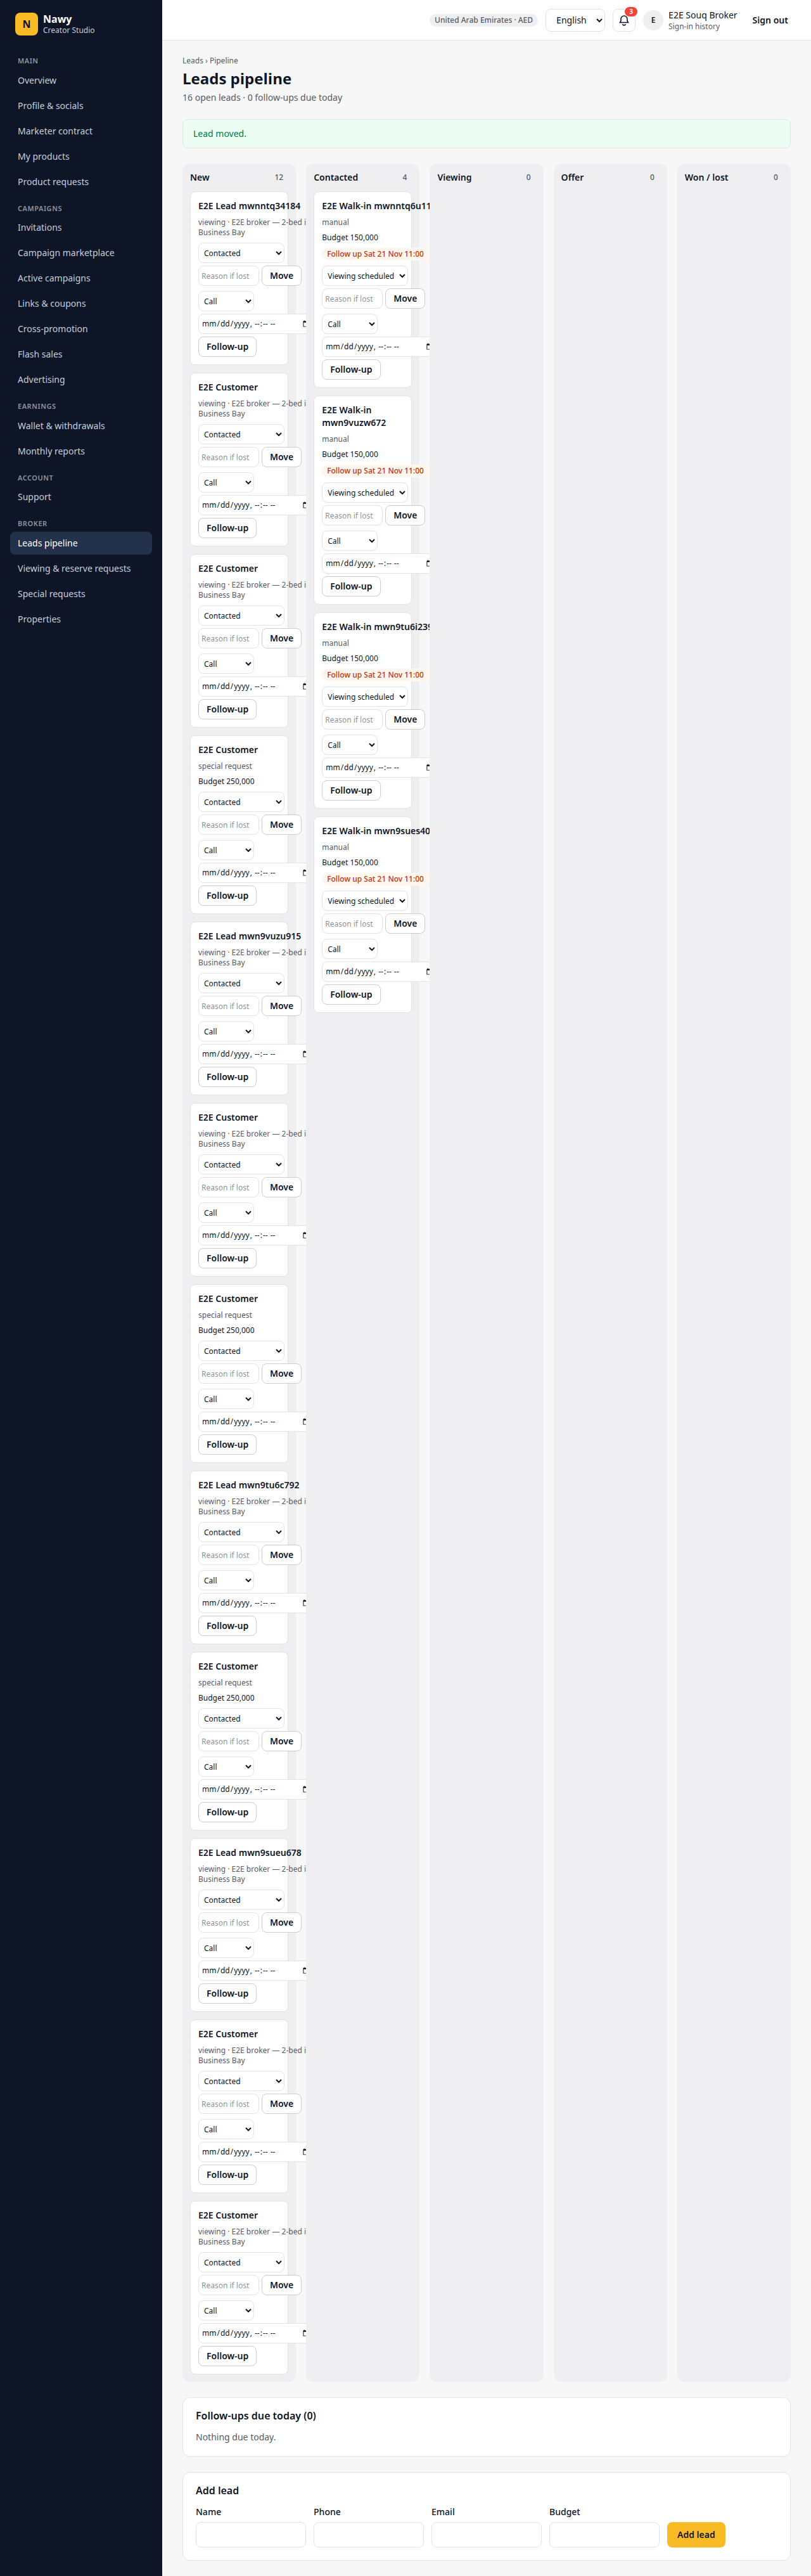 N
Nawy
Creator Studio
MAIN
Overview
Profile & socials
Marketer contract
My products
Product requests
CAMPAIGNS
Invitations
Campaign marketplace
Active campaigns
Links & coupons
Cross-promotion
Flash sales
Advertising
EARNINGS
Wallet & withdrawals
Monthly reports
ACCOUNT
Support
BROKER
Leads pipeline
Viewing & reserve requests
Special requests
Properties
United Arab Emirates · AED
English
3
E
E2E Souq Broker
Sign-in history
Sign out
Leads › Pipeline
Leads pipeline
16 open leads · 0 follow-ups due today
Lead moved.
New 12
E2E Lead mwnntq34184
viewing · E2E broker — 2-bed i
Business Bay
Contacted
Reason if lost Move
Call
mm/dd/yyyy, --:-- --
Follow-up
E2E Customer
viewing · E2E broker — 2-bed i
Business Bay
Contacted
Reason if lost Move
Call
mm/dd/yyyy, --:-- --
Follow-up
E2E Customer
viewing · E2E broker — 2-bed i
Business Bay
Contacted
Reason if lost Move
Call
mm/dd/yyyy, --:-- --
Follow-up
E2E Customer
special request
Budget 250,000
Contacted
Reason if lost Move
Call
mm/dd/yyyy, --:-- --
Follow-up
E2E Lead mwn9vuzu915
viewing · E2E broker — 2-bed i
Business Bay
Contacted
Reason if lost Move
Call
mm/dd/yyyy, --:-- --
Follow-up
E2E Customer
viewing · E2E broker — 2-bed i
Business Bay
Contacted
Reason if lost Move
Call
mm/dd/yyyy, --:-- --
Follow-up
E2E Customer
special request
Budget 250,000
Contacted
Reason if lost Move
Call
mm/dd/yyyy, --:-- --
Follow-up
E2E Lead mwn9tu6c792
viewing · E2E broker — 2-bed i
Business Bay
Contacted
Reason if lost Move
Call
mm/dd/yyyy, --:-- --
Follow-up
E2E Customer
special request
Budget 250,000
Contacted
Reason if lost Move
Call
mm/dd/yyyy, --:-- --
Follow-up
E2E Lead mwn9sueu678
viewing · E2E broker — 2-bed i
Business Bay
Contacted
Reason if lost Move
Call
mm/dd/yyyy, --:-- --
Follow-up
E2E Customer
viewing · E2E broker — 2-bed i
Business Bay
Contacted
Reason if lost Move
Call
mm/dd/yyyy, --:-- --
Follow-up
E2E Customer
viewing · E2E broker — 2-bed i
Business Bay
Contacted
Reason if lost Move
Call
mm/dd/yyyy, --:-- --
Follow-up
Contacted 4
E2E Walk-in mwnntq6u11
manual
Budget 150,000
Follow up Sat 21 Nov 11:00
Viewing scheduled
Reason if lost Move
Call
mm/dd/yyyy, --:-- --
Follow-up
E2E Walk-in
mwn9vuzw672
manual
Budget 150,000
Follow up Sat 21 Nov 11:00
Viewing scheduled
Reason if lost Move
Call
mm/dd/yyyy, --:-- --
Follow-up
E2E Walk-in mwn9tu6i239
manual
Budget 150,000
Follow up Sat 21 Nov 11:00
Viewing scheduled
Reason if lost Move
Call
mm/dd/yyyy, --:-- --
Follow-up
E2E Walk-in mwn9sues40
manual
Budget 150,000
Follow up Sat 21 Nov 11:00
Viewing scheduled
Reason if lost Move
Call
mm/dd/yyyy, --:-- --
Follow-up
Viewing 0
Offer 0
Won / lost 0
Follow-ups due today (0)
Nothing due today.
Add lead
Name Phone Email Budget
Add lead